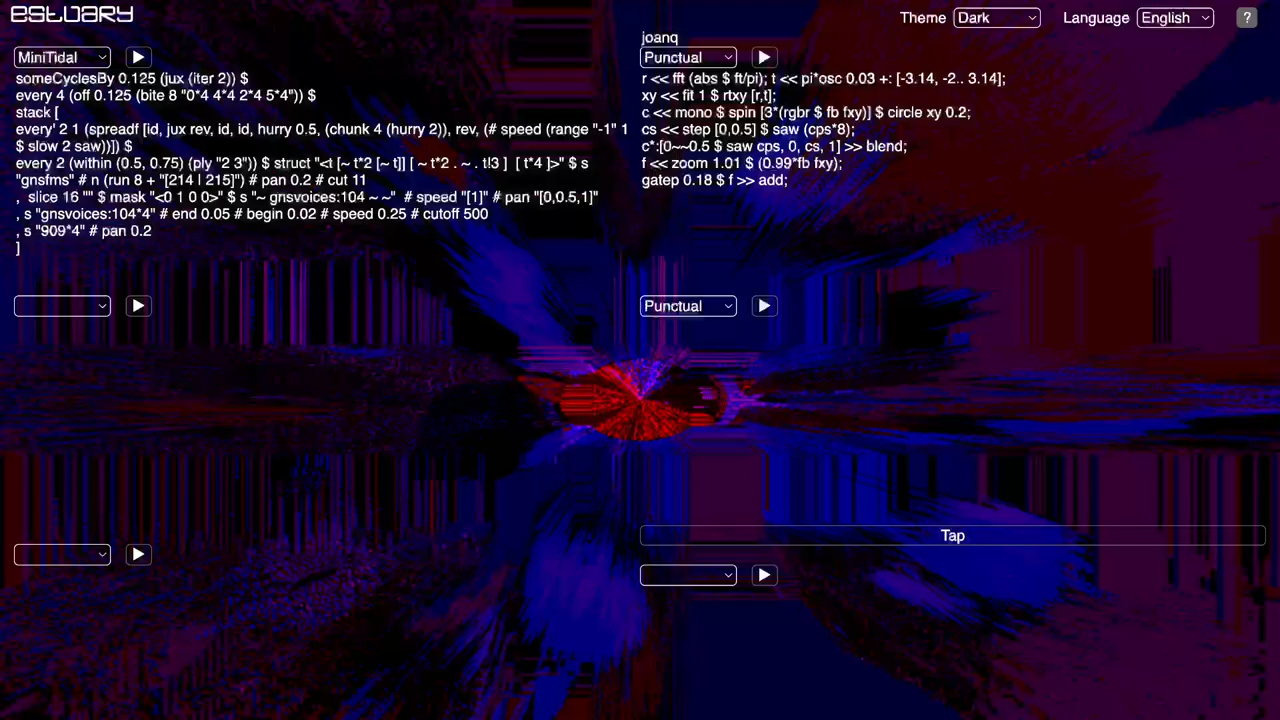 ESTUARY
Theme Dark Language English ?
MiniTidal
someCyclesBy 0.125 (jux (iter 2)) $
every 4 (off 0.125 (bite 8 "0*4 4*4 2*4 5*4")) $
stack [
every' 2 1 (spreadf [id, jux rev, id, id, hurry 0.5, (chunk 4 (hurry 2)), rev, (# speed (range "-1" 1
$ slow 2 saw))]) $
every 2 (within (0.5, 0.75) (ply "2 3")) $ struct "<t [~ t*2 [~ t]] [ ~ t*2 . ~ . t!3 ]  [ t*4 ]>" $ s
"gnsfms" # n (run 8 + "[214 | 215]") # pan 0.2 # cut 11
,  slice 16 "" $ mask "<0 1 0 0>" $ s "~ gnsvoices:104 ~ ~"  # speed "[1]" # pan "[0,0.5,1]"
, s "gnsvoices:104*4" # end 0.05 # begin 0.02 # speed 0.25 # cutoff 500
, s "909*4" # pan 0.2
]
joanq
Punctual
r << fft (abs $ ft/pi); t << pi*osc 0.03 +: [-3.14, -2.. 3.14];
xy << fit 1 $ rtxy [r,t];
c << mono $ spin [3*(rgbr $ fb fxy)] $ circle xy 0.2;
cs << step [0,0.5] $ saw (cps*8);
c*:[0~~0.5 $ saw cps, 0, cs, 1] >> blend;
f << zoom 1.01 $ (0.99*fb fxy);
gatep 0.18 $ f >> add;
Punctual
Tap